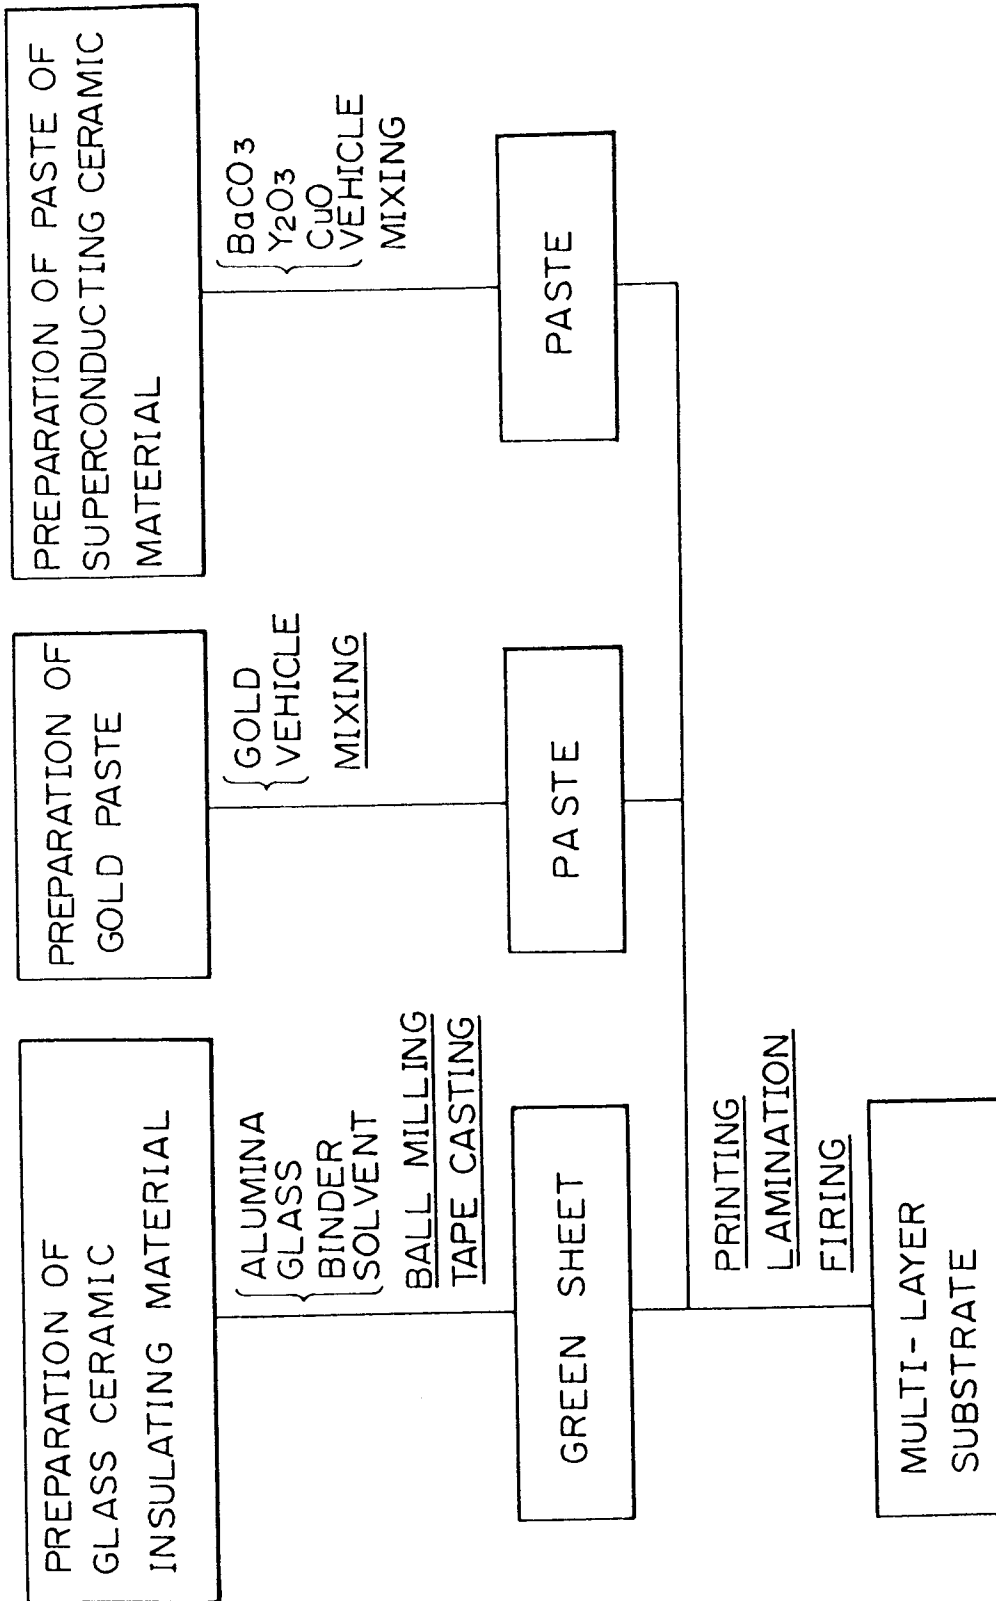 PREPARATION OF
GLASS CERAMIC
INSULATING MATERIAL
ALUMINA
GLASS
BINDER
SOLVENT
BALL MILLING
TAPE CASTING
GREEN SHEET
PREPARATION OF
GOLD PASTE
GOLD
VEHICLE
MIXING
PASTE
PREPARATION OF PASTE OF
SUPERCONDUCTING CERAMIC
MATERIAL
BaCO3
Y2O3
CuO
VEHICLE
MIXING
PASTE
PRINTING
LAMINATION
FIRING
MULTI-LAYER
SUBSTRATE